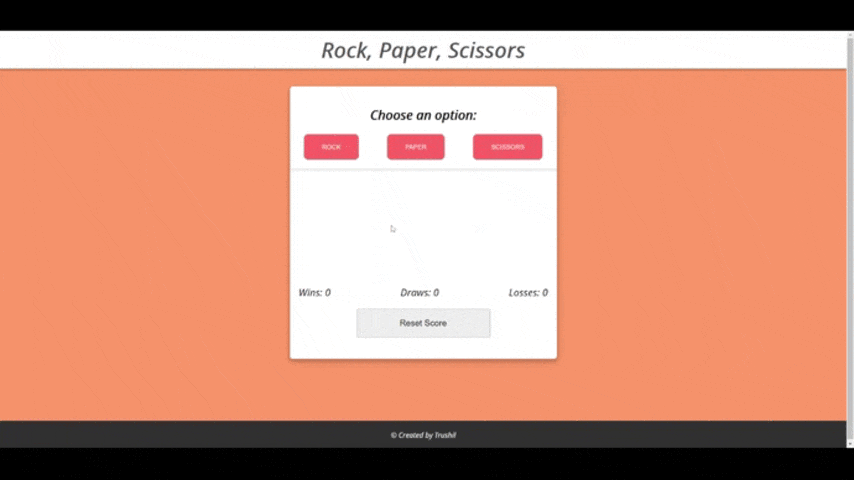 Rock, Paper, Scissors
Choose an option:
ROCK PAPER SCISSORS
Wins: 0 Draws: 0 Losses: 0
Reset Score
© Created by Trushil